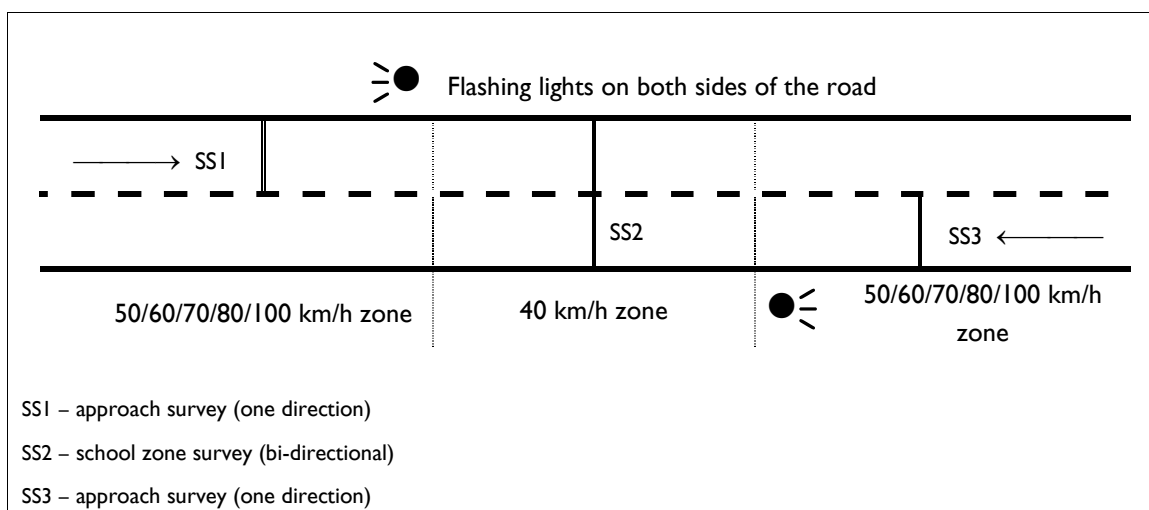 Flashing lights on both sides of the road
SS1
SS2
SS3
50/60/70/80/100 km/h zone
40 km/h zone
50/60/70/80/100 km/h
zone
SS1 – approach survey (one direction)
SS2 – school zone survey (bi-directional)
SS3 – approach survey (one direction)